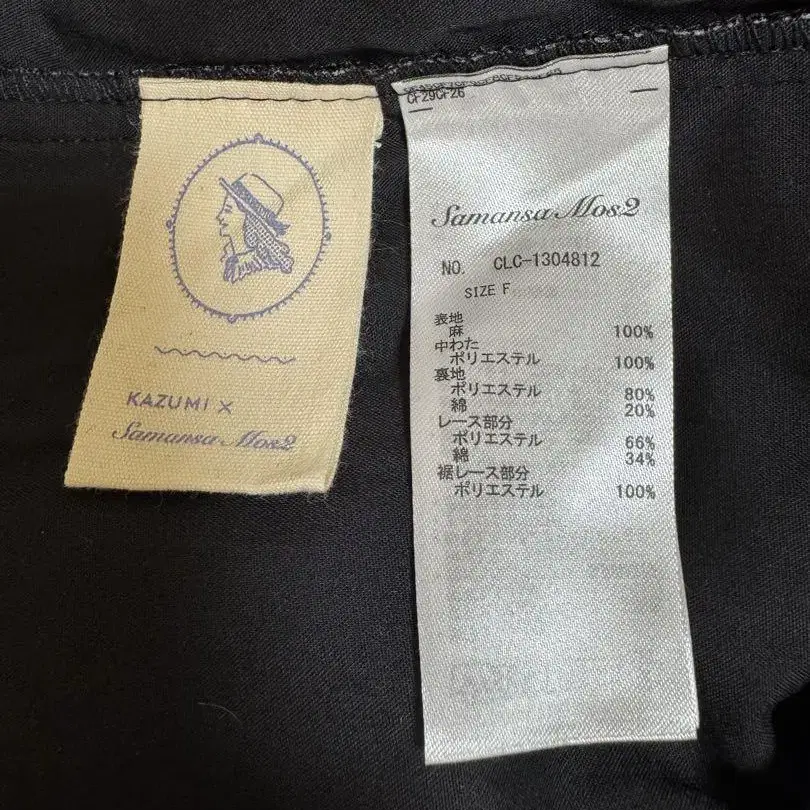 KAZUMI ×
Samansa Mos2
CF29CF26
Samansa Mos2
NO. CLC-1304812
SIZE F
表地
麻 100%
中わた
ポリエステル 100%
裏地
ポリエステル 80%
綿 20%
レース部分
ポリエステル 66%
綿 34%
裾レース部分
ポリエステル 100%